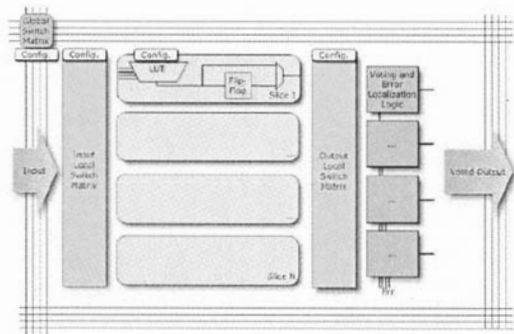 Global
Switch
Matrix
Config.
Config.
Config.
Config.
LUT
Flip-
Flop
Slice 1
Voting and
Error
Localization
Logic
...
Input
Input
Local
Switch
Matrix
Output
Local
Switch
Matrix
...
Voted Output
...
...
...
Slice N
Err